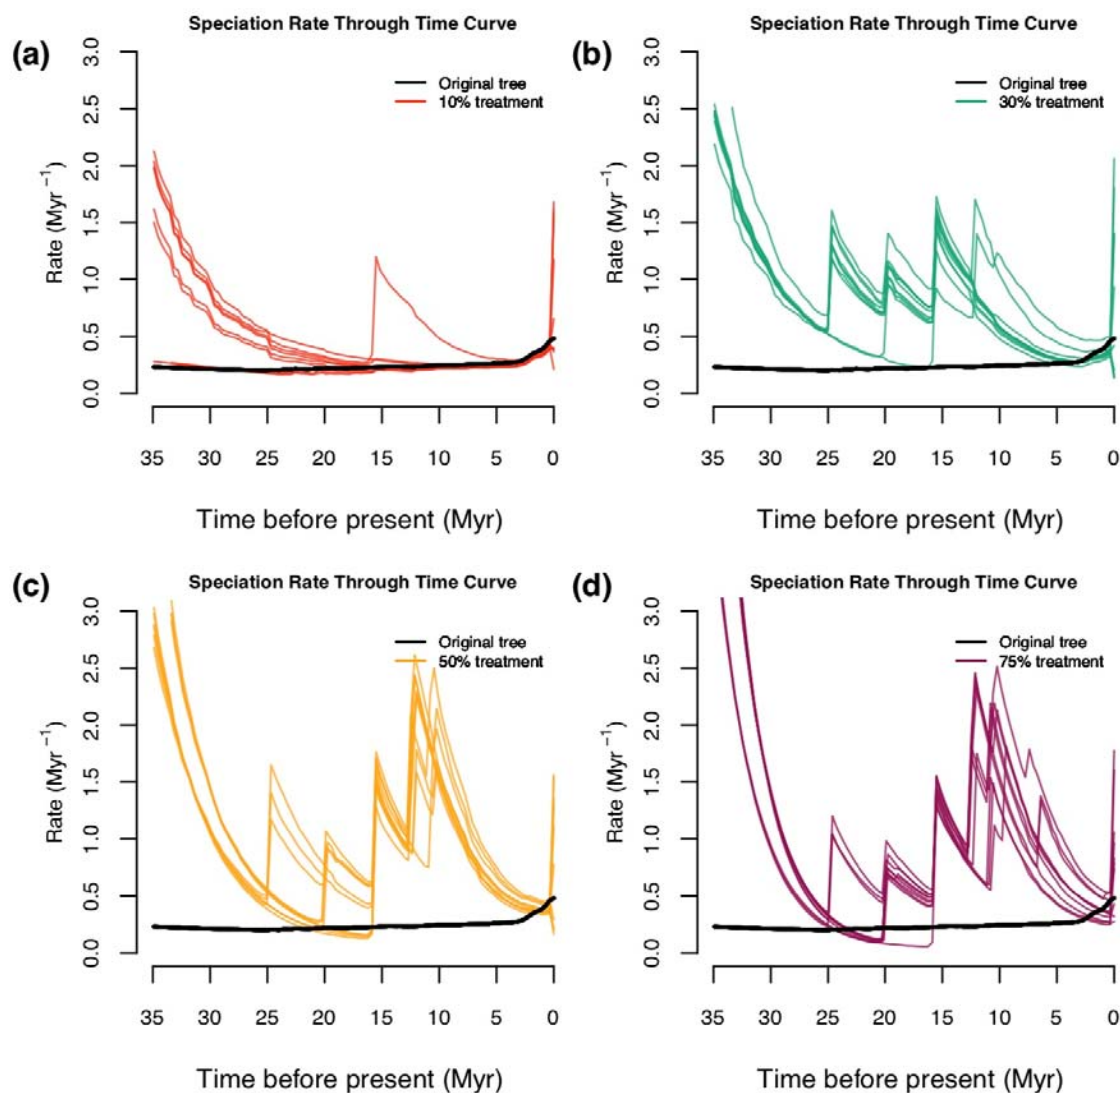 (a)
Speciation Rate Through Time Curve
Original tree
10% treatment
Rate (Myr⁻¹)
3.0
2.5
2.0
1.5
1.0
0.5
0.0
35 30 25 20 15 10 5 0
Time before present (Myr)
(b)
Speciation Rate Through Time Curve
Original tree
30% treatment
Rate (Myr⁻¹)
3.0
2.5
2.0
1.5
1.0
0.5
0.0
35 30 25 20 15 10 5 0
Time before present (Myr)
(c)
Speciation Rate Through Time Curve
Original tree
50% treatment
Rate (Myr⁻¹)
3.0
2.5
2.0
1.5
1.0
0.5
0.0
35 30 25 20 15 10 5 0
Time before present (Myr)
(d)
Speciation Rate Through Time Curve
Original tree
75% treatment
Rate (Myr⁻¹)
3.0
2.5
2.0
1.5
1.0
0.5
0.0
35 30 25 20 15 10 5 0
Time before present (Myr)